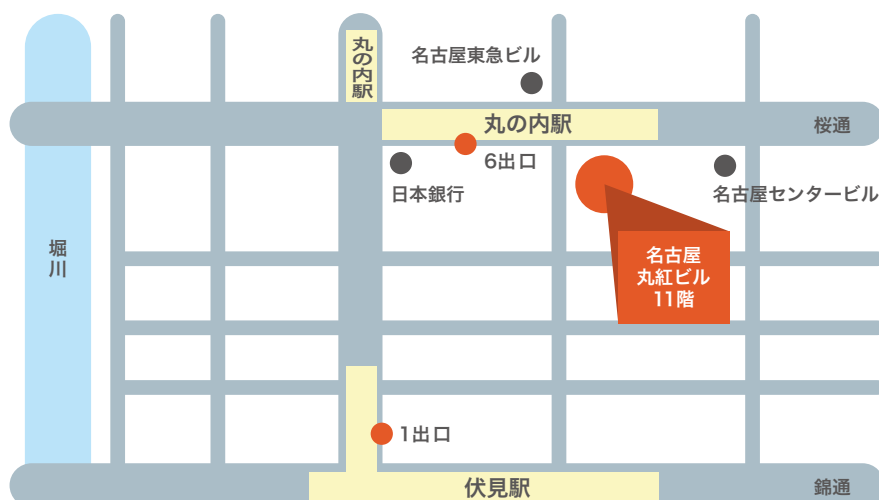 丸の内駅
名古屋東急ビル
丸の内駅
桜通
6出口
日本銀行
名古屋センタービル
堀川
名古屋
丸紅ビル
11階
1出口
伏見駅
錦通